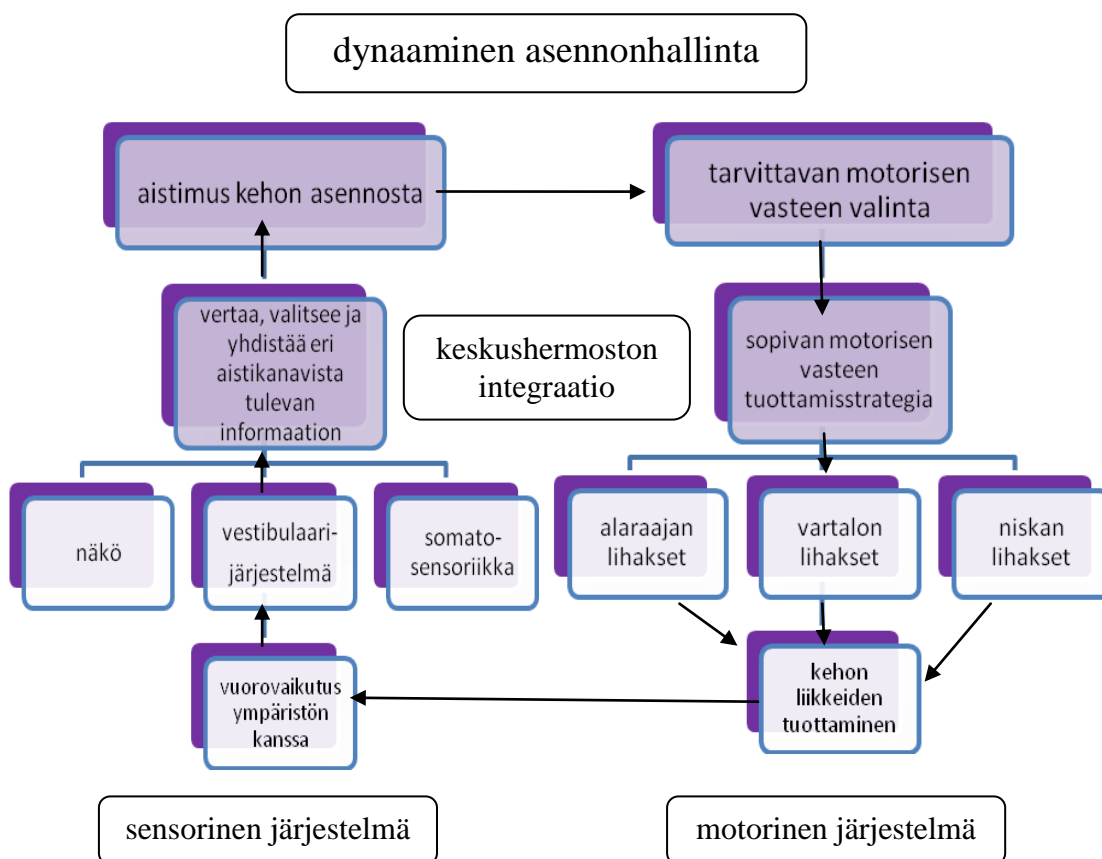 dynaaminen asennonhallinta
aistimus kehon asennosta
tarvittavan motorisen
vasteen valinta
vertaa, valitsee ja
yhdistää eri
aistikanavista
tulevan
informaation
keskushermoston
integraatio
sopivan motorisen
vasteen
tuottamisstrategia
näkö
vestibulaari-
järjestelmä
somato-
sensoriikka
alaraajan
lihakset
vartalon
lihakset
niskan
lihakset
vuorovaikutus
ympäristön
kanssa
kehon
liikkeiden
tuottaminen
sensorinen järjestelmä
motorinen järjestelmä